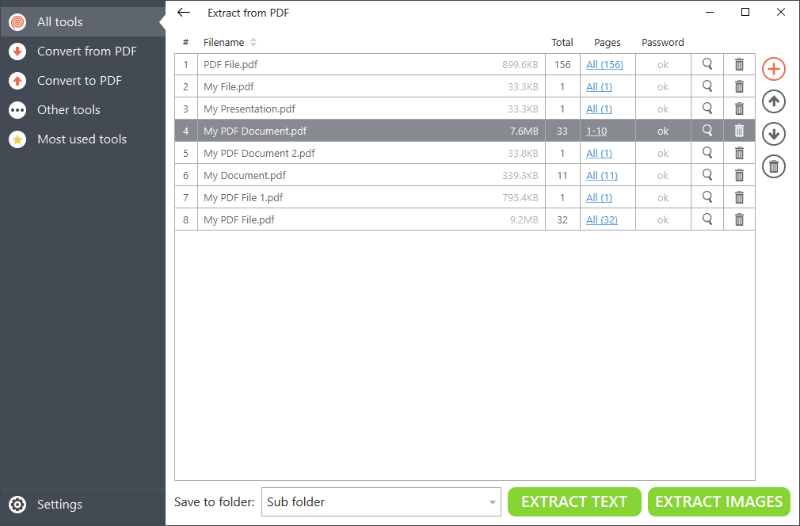 All tools
Convert from PDF
Convert to PDF
Other tools
Most used tools
Settings
Extract from PDF
# Filename Total Pages Password
1 PDF File.pdf 899.6KB 156 All (156) ok
2 My File.pdf 33.3KB 1 All (1) ok
3 My Presentation.pdf 33.3KB 1 All (1) ok
4 My PDF Document.pdf 7.6MB 33 1-10 ok
5 My PDF Document 2.pdf 33.8KB 1 All (1) ok
6 My Document.pdf 339.3KB 11 All (11) ok
7 My PDF File 1.pdf 795.4KB 1 All (1) ok
8 My PDF File.pdf 9.2MB 32 All (32) ok
Save to folder: Sub folder EXTRACT TEXT EXTRACT IMAGES